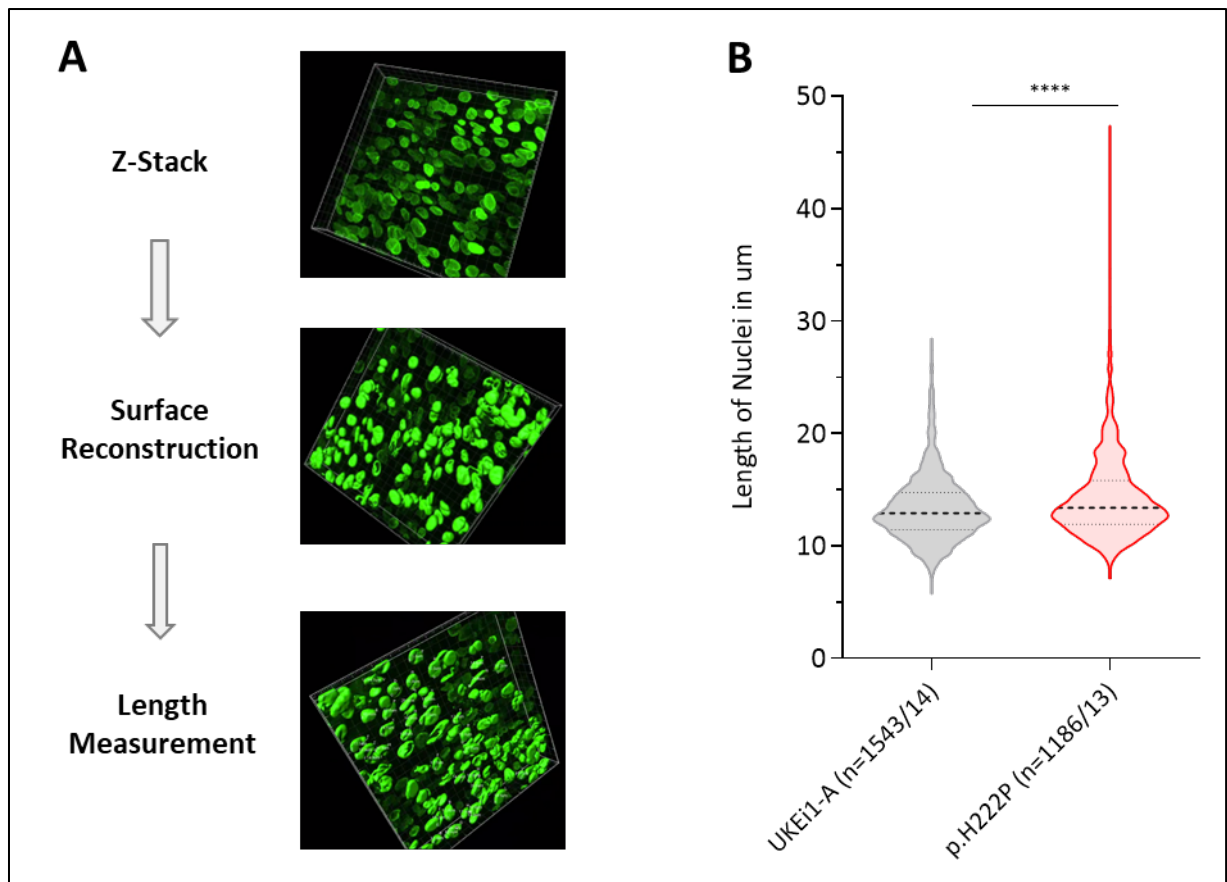 A
Z-Stack
Surface
Reconstruction
Length
Measurement
B
****
Length of Nuclei in um
50
40
30
20
10
0
UKEi1-A (n=1543/14)
p.H222P (n=1186/13)